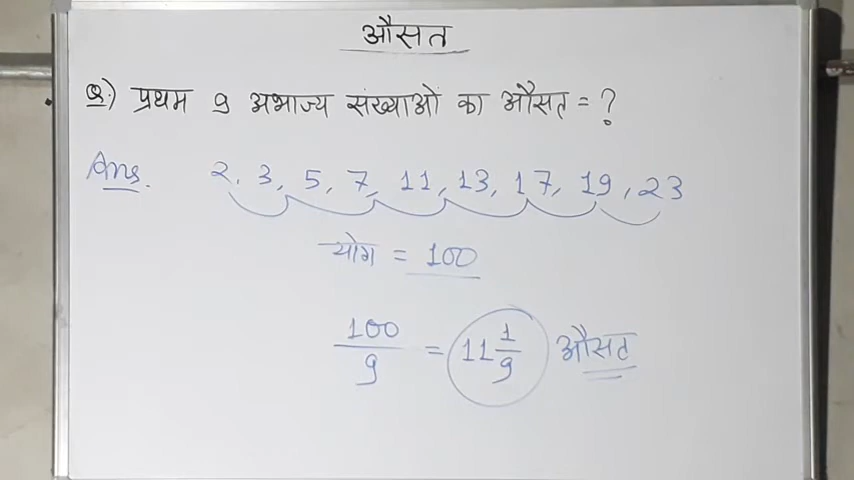 औसत
Q.) प्रथम 9 अभाज्य संख्याओं का औसत = ?
Ans. 2, 3, 5, 7, 11, 13, 17, 19, 23
योग = 100
100/9 = 11 1/9 औसत